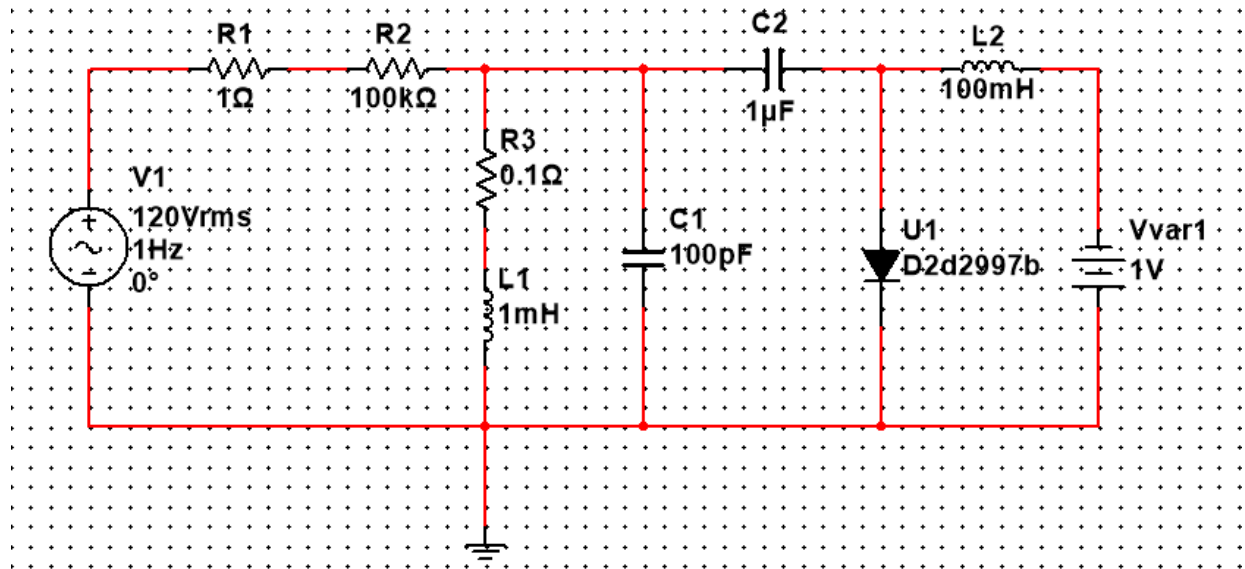 R1
1Ω
R2
100kΩ
C2
1µF
L2
100mH
R3
0.1Ω
V1
120Vrms
1Hz
0°
C1
100pF
U1
D2d2997b
Vvar1
1V
L1
1mH